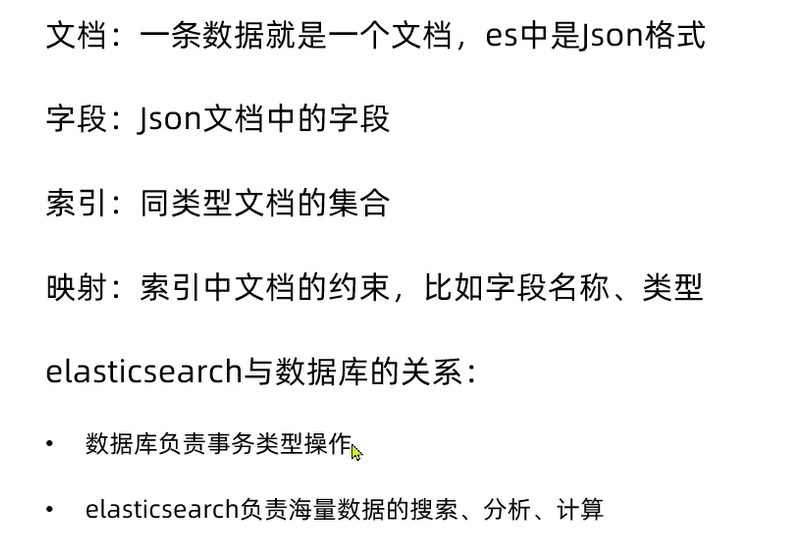 文档：一条数据就是一个文档，es中是Json格式
字段：Json文档中的字段
索引：同类型文档的集合
映射：索引中文档的约束，比如字段名称、类型
elasticsearch与数据库的关系：
• 数据库负责事务类型操作
• elasticsearch负责海量数据的搜索、分析、计算